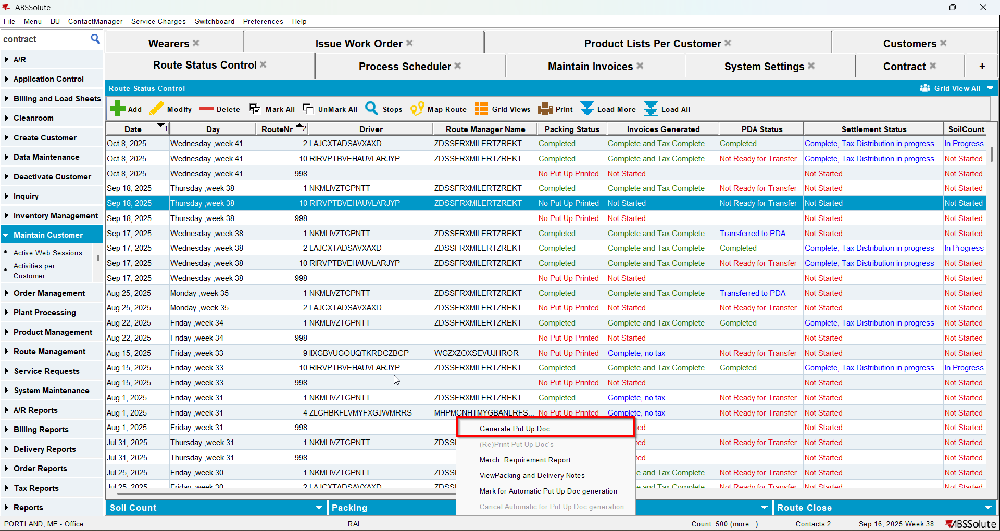 ABSSolute
File Menu BU ContactManager Service Charges Switchboard Preferences Help
contract
Wearers Issue Work Order Product Lists Per Customer Customers
Route Status Control Process Scheduler Maintain Invoices System Settings Contract +
A/R
Application Control
Billing and Load Sheets
Cleanroom
Create Customer
Data Maintenance
Deactivate Customer
Inquiry
Inventory Management
Maintain Customer
Active Web Sessions
Activities per
Customer
Order Management
Plant Processing
Product Management
Route Management
Service Requests
System Maintenance
A/R Reports
Billing Reports
Delivery Reports
Order Reports
Tax Reports
Reports
Route Status Control Grid View All
Add Modify Delete Mark All UnMark All Stops Map Route Grid Views Print Load More Load All
Date 1 Day RouteNr 2 Driver Route Manager Name Packing Status Invoices Generated PDA Status Settlement Status SoilCount
Oct 8, 2025 Wednesday ,week 41 2 LAJCXTADSAVXAXD ZDSSFRXMILERTZREKT Completed Complete and Tax Complete Completed Complete, Tax Distribution in progress In Progress
Oct 8, 2025 Wednesday ,week 41 10 RIRVPTBVEHAUVLARJYP ZDSSFRXMILERTZREKT Completed Complete and Tax Complete Not Ready for Transfer Complete, Tax Distribution in progress Not Started
Oct 8, 2025 Wednesday ,week 41 998 No Put Up Printed Not Started Not Started Not Started
Sep 18, 2025 Thursday ,week 38 1 NKMLIVZTCPNTT ZDSSFRXMILERTZREKT Completed Complete and Tax Complete Not Ready for Transfer Not Started Not Started
Sep 18, 2025 Thursday ,week 38 10 RIRVPTBVEHAUVLARJYP ZDSSFRXMILERTZREKT No Put Up Printed Not Started Not Ready for Transfer Not Started Not Started
Sep 18, 2025 Thursday ,week 38 998 No Put Up Printed Not Started Not Started Not Started
Sep 17, 2025 Wednesday ,week 38 1 NKMLIVZTCPNTT ZDSSFRXMILERTZREKT Completed Complete and Tax Complete Transferred to PDA Not Started Not Started
Sep 17, 2025 Wednesday ,week 38 2 LAJCXTADSAVXAXD ZDSSFRXMILERTZREKT Completed Complete and Tax Complete Completed Complete, Tax Distribution in progress In Progress
Sep 17, 2025 Wednesday ,week 38 10 RIRVPTBVEHAUVLARJYP ZDSSFRXMILERTZREKT Completed Complete and Tax Complete Not Ready for Transfer Complete, Tax Distribution in progress Not Started
Sep 17, 2025 Wednesday ,week 38 998 No Put Up Printed Not Started Not Started Not Started
Aug 25, 2025 Monday ,week 35 1 NKMLIVZTCPNTT ZDSSFRXMILERTZREKT Completed Complete and Tax Complete Transferred to PDA Not Started Not Started
Aug 25, 2025 Monday ,week 35 2 LAJCXTADSAVXAXD ZDSSFRXMILERTZREKT No Put Up Printed Not Started Not Ready for Transfer Not Started Not Started
Aug 22, 2025 Friday ,week 34 1 NKMLIVZTCPNTT ZDSSFRXMILERTZREKT Completed Complete and Tax Complete Completed Complete, Tax Distribution in progress Not Started
Aug 22, 2025 Friday ,week 34 998 No Put Up Printed Not Started Not Started Not Started
Aug 15, 2025 Friday ,week 33 9 IIXGBVUGOUQTKRDCZBCP WGZXZOXSEVUJHROR No Put Up Printed Complete, no tax Not Ready for Transfer Not Started Not Started
Aug 15, 2025 Friday ,week 33 10 RIRVPTBVEHAUVLARJYP ZDSSFRXMILERTZREKT Completed Complete and Tax Complete Completed Complete, Tax Distribution in progress In Progress
Aug 15, 2025 Friday ,week 33 998 No Put Up Printed Not Started Not Started Not Started
Aug 1, 2025 Friday ,week 31 1 NKMLIVZTCPNTT ZDSSFRXMILERTZREKT Completed Complete, no tax Not Ready for Transfer Not Started Not Started
Aug 1, 2025 Friday ,week 31 4 ZLCHBKFLVMYFXGJWMRRS MHPMCNHTMYGBANLRFS... No Put Up Printed Complete, no tax Not Ready for Transfer Not Started Not Started
Aug 1, 2025 Friday ,week 31 998 ed Not Started Not Started
Jul 31, 2025 Thursday ,week 31 1 NKMLIVZTCPNTT ZDSS ted Not Ready for Transfer Not Started Not Started
Jul 31, 2025 Thursday ,week 31 998 ted Not Started Not Started
Jul 25, 2025 Friday ,week 30 1 NKMLIVZTCPNTT ZDSS e and Tax Complete Not Ready for Transfer Not Started Not Started
Jul 25, 2025 Friday ,week 30 2 LAJCXTADSAVXAXD ZDSS e and Tax Complete Not Ready for Transfer Not Started Not Started
Generate Put Up Doc
(Re)Print Put Up Doc's
Merch. Requirement Report
ViewPacking and Delivery Notes
Mark for Automatic Put Up Doc generation
Cancel Automatic for Put Up Doc generation
Soil Count Packing Route Close
PORTLAND, ME - Office RAL Count: 500 (more...) Contacts 2 Sep 16, 2025 Week 38 ABSSolute